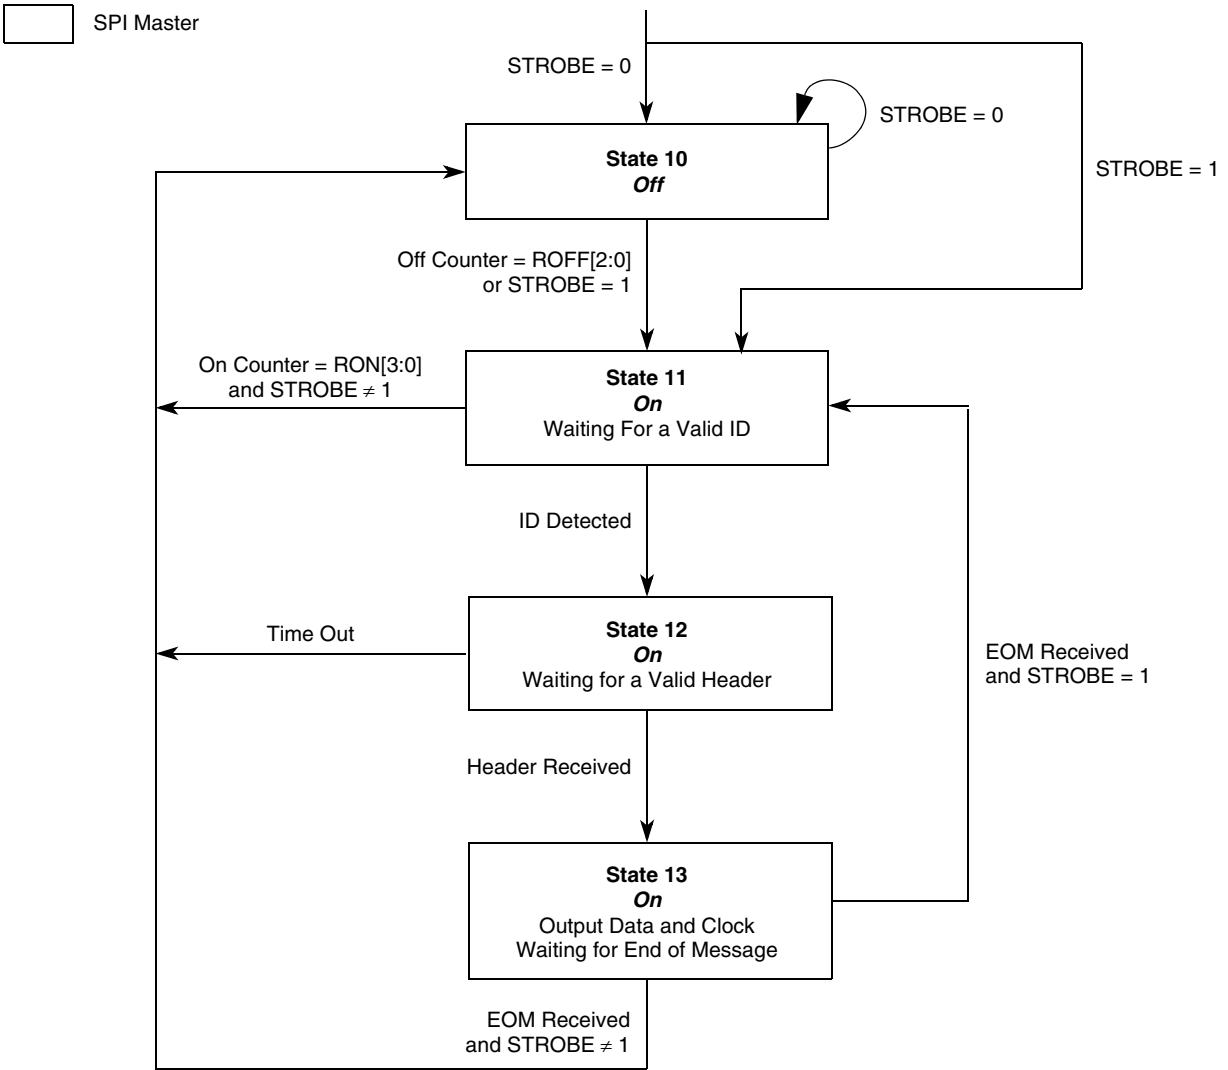 SPI Master
STROBE = 0
STROBE = 0
STROBE = 1
State 10
Off
Off Counter = ROFF[2:0]
or STROBE = 1
On Counter = RON[3:0]
and STROBE ≠ 1
State 11
On
Waiting For a Valid ID
ID Detected
Time Out
State 12
On
Waiting for a Valid Header
EOM Received
and STROBE = 1
Header Received
State 13
On
Output Data and Clock
Waiting for End of Message
EOM Received
and STROBE ≠ 1